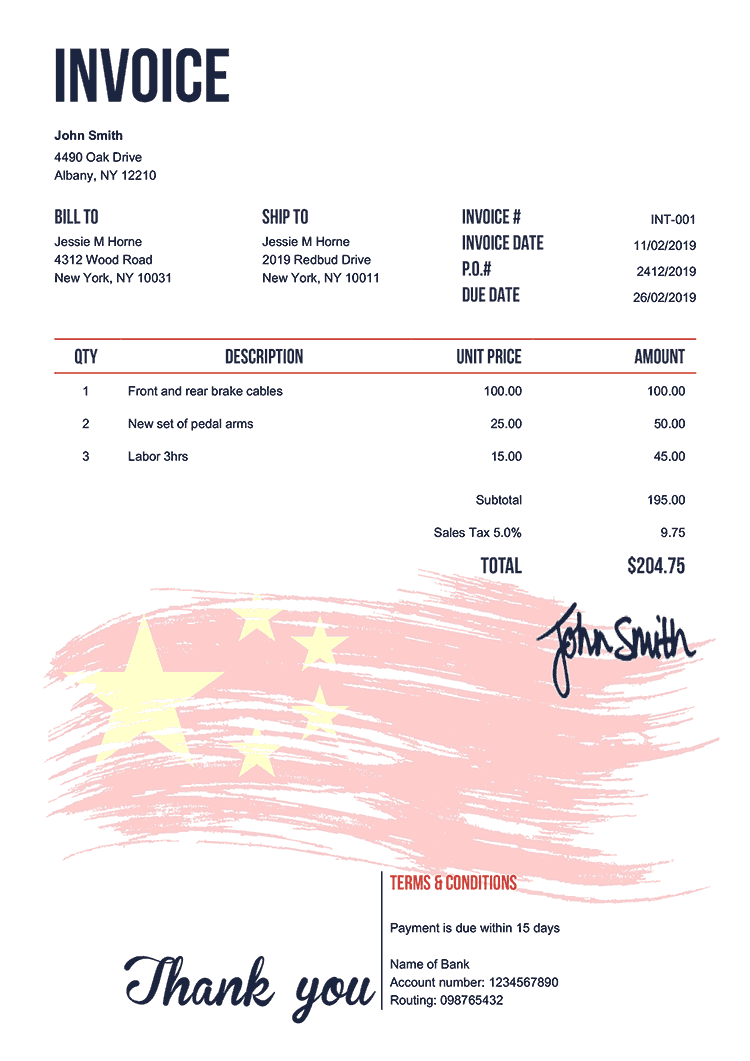 INVOICE
John Smith
4490 Oak Drive
Albany, NY 12210
BILL TO
Jessie M Horne
4312 Wood Road
New York, NY 10031
SHIP TO
Jessie M Horne
2019 Redbud Drive
New York, NY 10011
INVOICE # INT-001
INVOICE DATE 11/02/2019
P.O.# 2412/2019
DUE DATE 26/02/2019
QTY DESCRIPTION UNIT PRICE AMOUNT
1 Front and rear brake cables 100.00 100.00
2 New set of pedal arms 25.00 50.00
3 Labor 3hrs 15.00 45.00
Subtotal 195.00
Sales Tax 5.0% 9.75
TOTAL $204.75
John Smith
TERMS & CONDITIONS
Payment is due within 15 days
Name of Bank
Account number: 1234567890
Routing: 098765432
Thank you